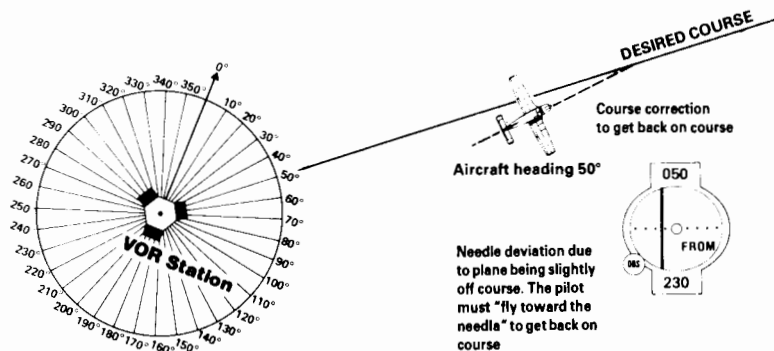 DESIRED COURSE
0°
10°
20°
30°
40°
50°
60°
70°
80°
90°
100°
110°
120°
130°
140°
150°
160°
170°
180°
190°
200°
210°
220°
230°
240
250
260
270
280
290
300
310
320°
330°
340°
350°
VOR Station
Aircraft heading 50°
Course correction
to get back on course
050
FROM
OBS
230
Needle deviation due
to plane being slightly
off course. The pilot
must "fly toward the
needla" to get back on
course